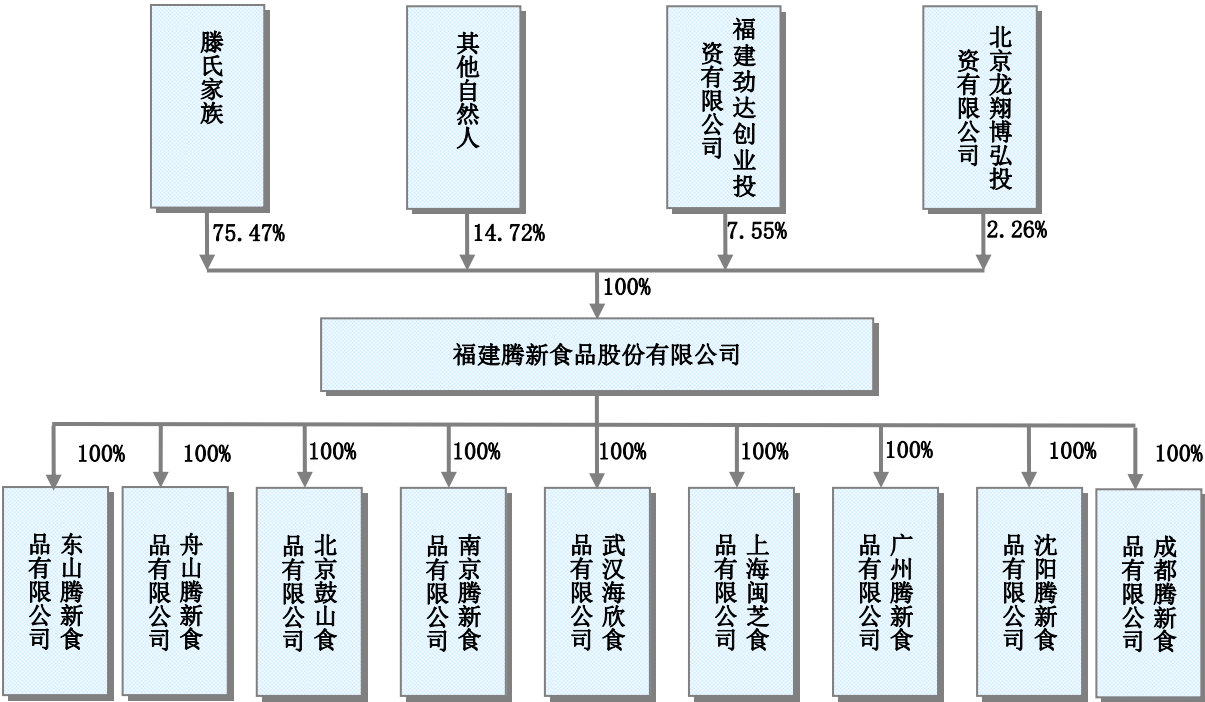 滕氏家族
其他自然人
福建劲达创业投
资有限公司
北京龙翔博弘投
资有限公司
75.47%
14.72%
7.55%
2.26%
100%
福建腾新食品股份有限公司
100%
100%
100%
100%
100%
100%
100%
100%
100%
东山腾新食
品有限公司
舟山腾新食
品有限公司
北京鼓山食
品有限公司
南京腾新食
品有限公司
武汉海欣食
品有限公司
上海闽芝食
品有限公司
广州腾新食
品有限公司
沈阳腾新食
品有限公司
成都腾新食
品有限公司